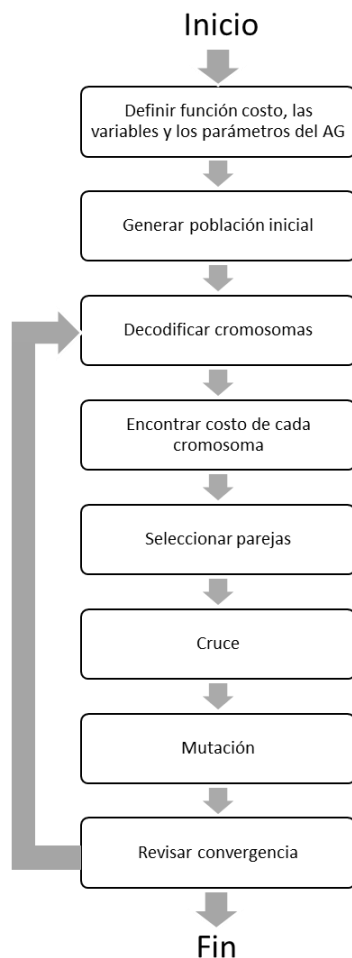 Inicio
Definir función costo, las
variables y los parámetros del AG
Generar población inicial
Decodificar cromosomas
Encontrar costo de cada
cromosoma
Seleccionar parejas
Cruce
Mutación
Revisar convergencia
Fin